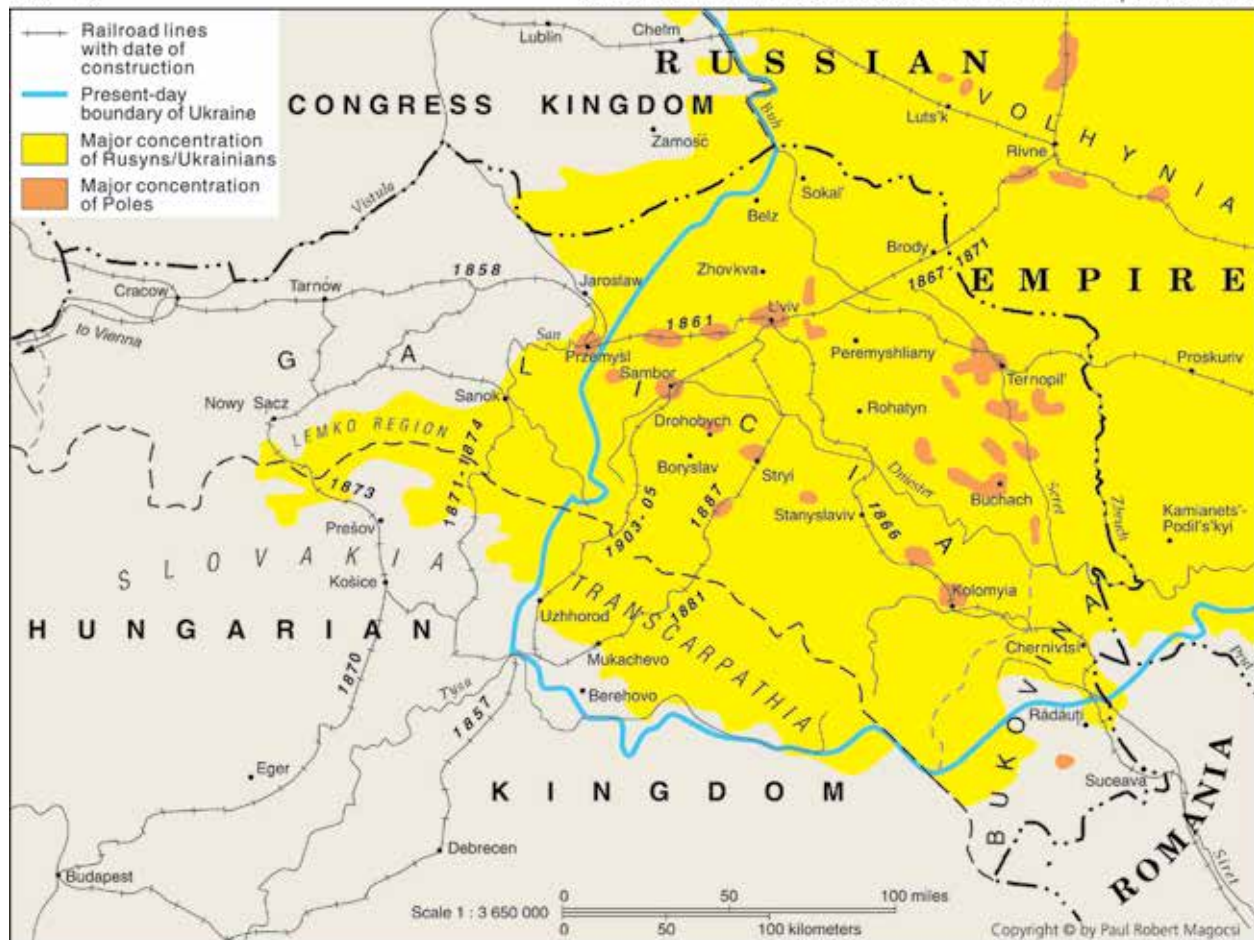 Railroad lines
with date of
construction
Present-day
boundary of Ukraine
Major concentration
of Rusyns/Ukrainians
Major concentration
of Poles
Lublin
Chełm
RUSSIAN
CONGRESS KINGDOM
Buh
Zamość
Luts'k
VOLHYNIA
Rivne
Vistula
Sokal'
Belz
Brody
Zhovkva
1867-1871
EMPIRE
1858
Jarosław
Cracow
Tarnów
to Vienna
L'viv
1861
San
Przemyśl
Peremyshliany
Proskuriv
Ternopil'
GALICIA
Sambor
Sanok
Nowy Sacz
Rohatyn
LEMKO REGION
Drohobych
Boryslav
Stryi
Dniester
Buchach
Seret
Zbruch
1871-1874
1873
1887
Stanyslaviv
1866
Kamianets'-
Podil's'kyi
Prešov
1903-05
SLOVAKIA
Košice
Kolomyia
TRANSCARPATHIA
1881
Uzhhorod
HUNGARIAN
Chernivtsi
Mukachevo
Prut
1870
Tysa
Berehovo
BUKOVINA
Rădăuți
1857
Eger
KINGDOM
Suceava
ROMANIA
Siret
Debrecen
Budapest
0 50 100 miles
Scale 1 : 3 650 000
0 50 100 kilometers
Copyright © by Paul Robert Magocsi